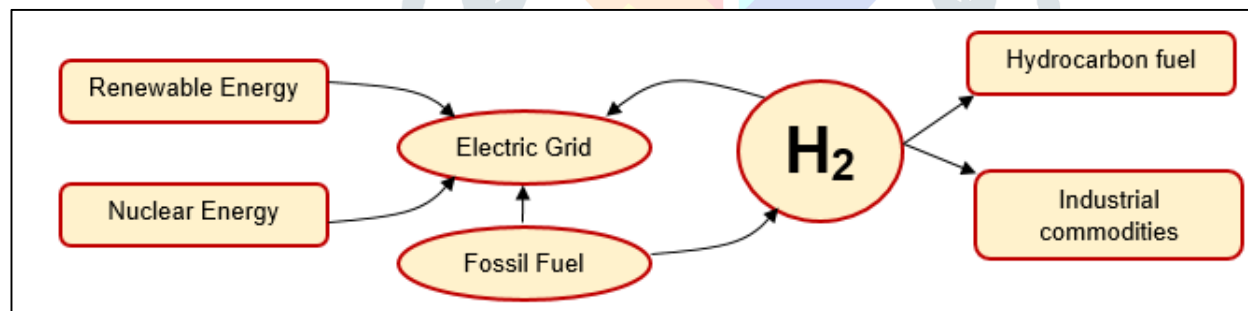 Renewable Energy
Hydrocarbon fuel
Electric Grid
H₂
Nuclear Energy
Industrial
commodities
Fossil Fuel